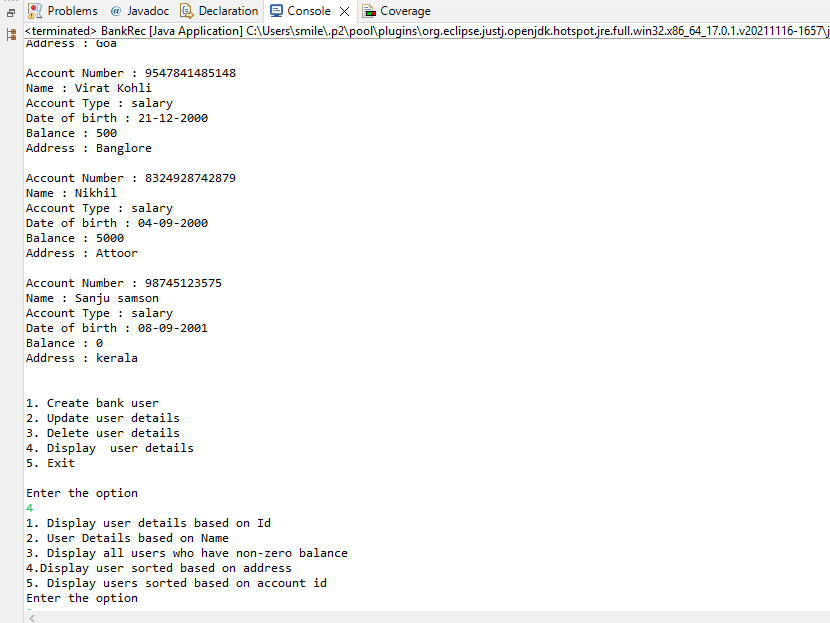 Problems @ Javadoc Declaration Console Coverage
<terminated> BankRec [Java Application] C:\Users\smile\.p2\pool\plugins\org.eclipse.justj.openjdk.hotspot.jre.full.win32.x86_64_17.0.1.v20211116-1657\j
Address : Goa
Account Number : 9547841485148
Name : Virat Kohli
Account Type : salary
Date of birth : 21-12-2000
Balance : 500
Address : Banglore
Account Number : 8324928742879
Name : Nikhil
Account Type : salary
Date of birth : 04-09-2000
Balance : 5000
Address : Attoor
Account Number : 98745123575
Name : Sanju samson
Account Type : salary
Date of birth : 08-09-2001
Balance : 0
Address : kerala
1. Create bank user
2. Update user details
3. Delete user details
4. Display  user details
5. Exit
Enter the option
4
1. Display user details based on Id
2. User Details based on Name
3. Display all users who have non-zero balance
4.Display user sorted based on address
5. Display users sorted based on account id
Enter the option